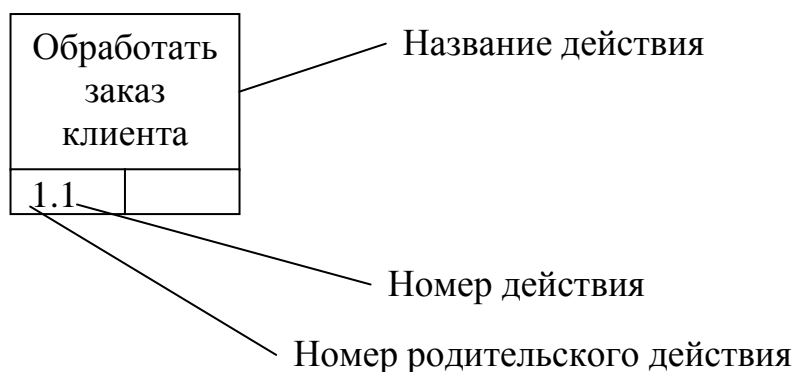 Обработать
заказ
клиента
Название действия
1.1
Номер действия
Номер родительского действия